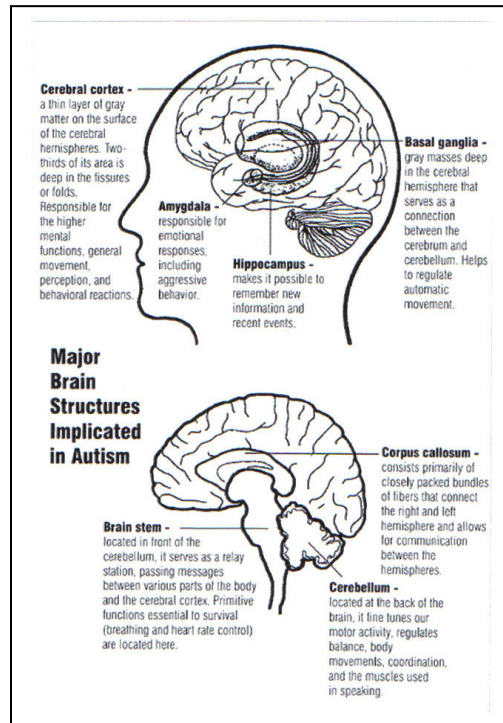 Cerebral cortex -
a thin layer of gray
matter on the surface
of the cerebral
hemispheres. Two-
thirds of its area is
deep in the fissures
or folds.
Responsible for
the higher
mental
functions, general
movement,
perception, and
behavioral reactions.
Amygdala -
responsible for
emotional
responses,
including
aggressive
behavior.
Hippocampus -
makes it possible to
remember new
information and
recent events.
Basal ganglia -
gray masses deep
in the cerebral
hemisphere that
serves as a
connection
between the
cerebrum and
cerebellum. Helps
to regulate
automatic
movement.
Major
Brain
Structures
Implicated
in Autism
Corpus callosum -
consists primarily of
closely packed bundles
of fibers that connect
the right and left
hemisphere and allows
for communication
between the
hemispheres.
Brain stem -
located in front of the
cerebellum, it serves as a relay
station, passing messages
between various parts of the body
and the cerebral cortex. Primitive
functions essential to survival
(breathing and heart rate control)
are located here.
Cerebellum -
located at the back of the
brain, it fine tunes our
motor activity, regulates
balance, body
movements, coordination,
and the muscles used
in speaking.